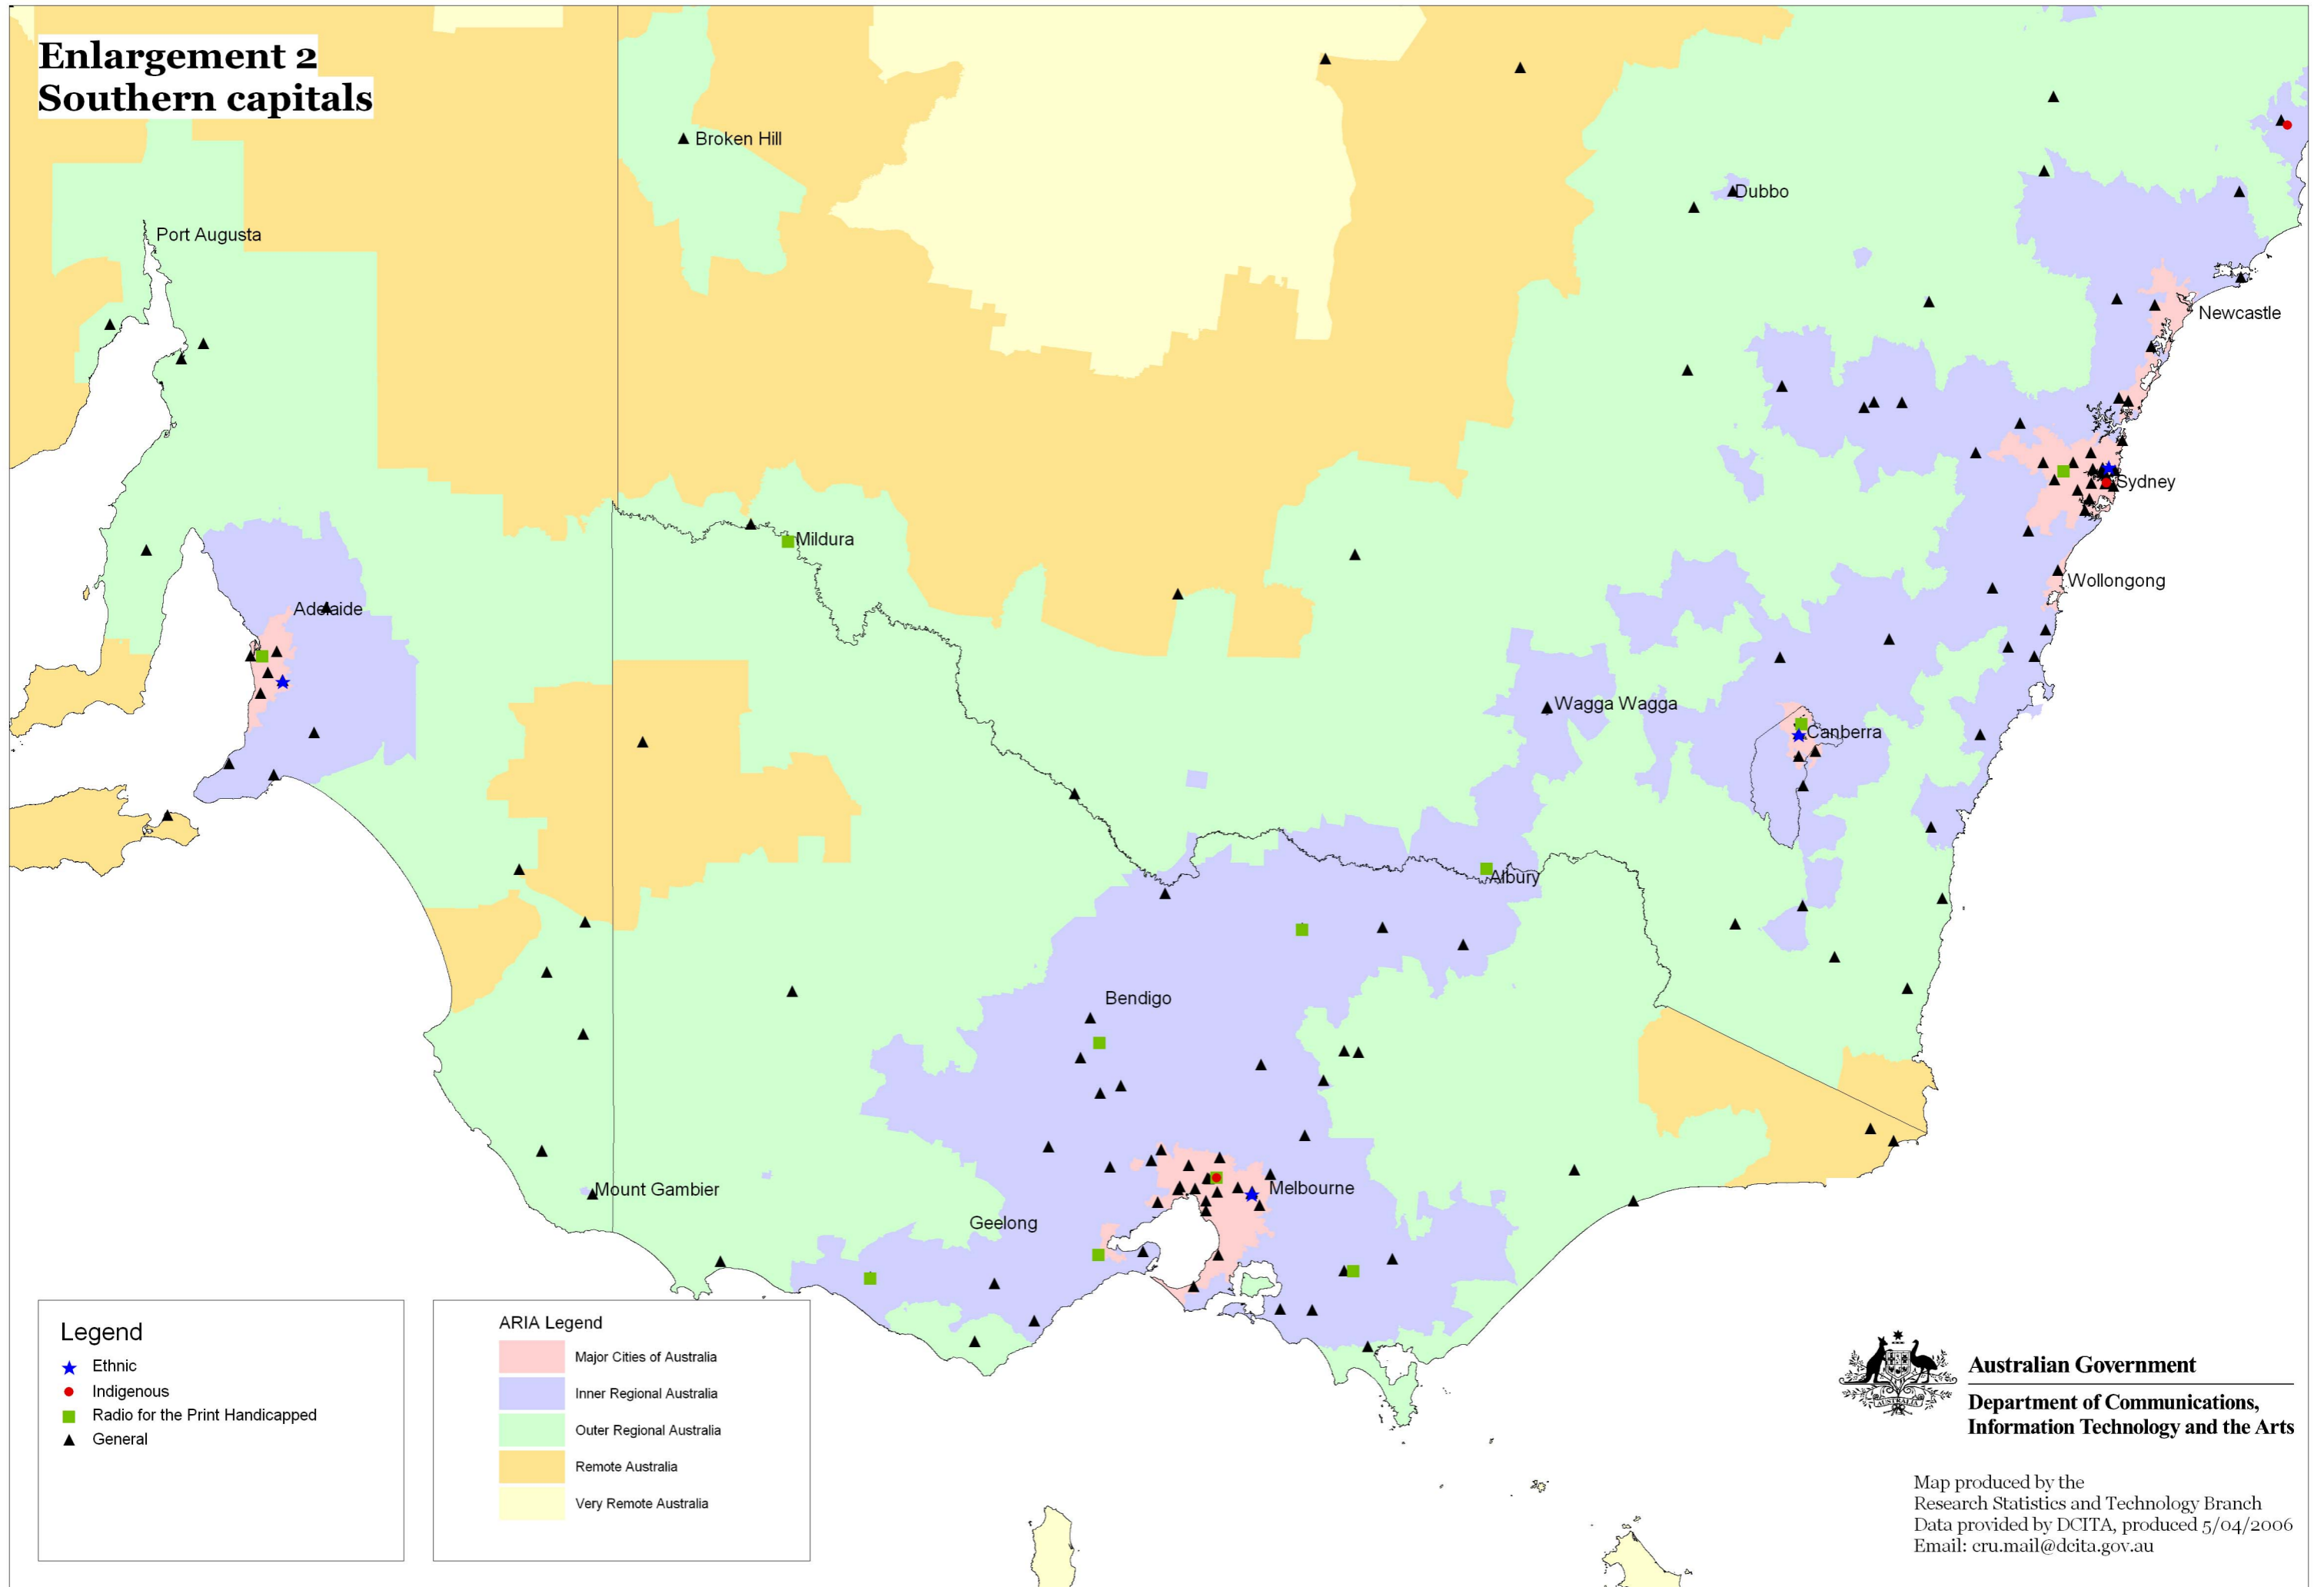 Enlargement 2
Southern capitals
Broken Hill
Dubbo
Port Augusta
Newcastle
Sydney
Mildura
Wollongong
Adelaide
Wagga Wagga
Canberra
Albury
Bendigo
Melbourne
Mount Gambier
Geelong
Legend
Ethnic
Indigenous
Radio for the Print Handicapped
General
ARIA Legend
Major Cities of Australia
Inner Regional Australia
Outer Regional Australia
Remote Australia
Very Remote Australia
AUSTRALIA
Australian Government
Department of Communications,
Information Technology and the Arts
Map produced by the
Research Statistics and Technology Branch
Data provided by DCITA, produced 5/04/2006
Email: cru.mail@dcita.gov.au